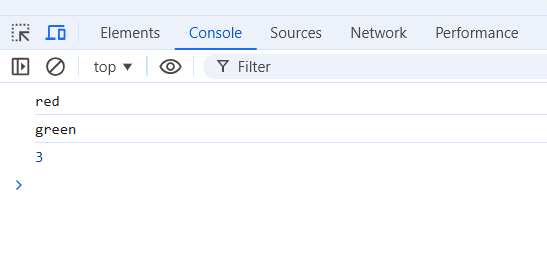 Elements Console Sources Network Performance
top Filter
red
green
3